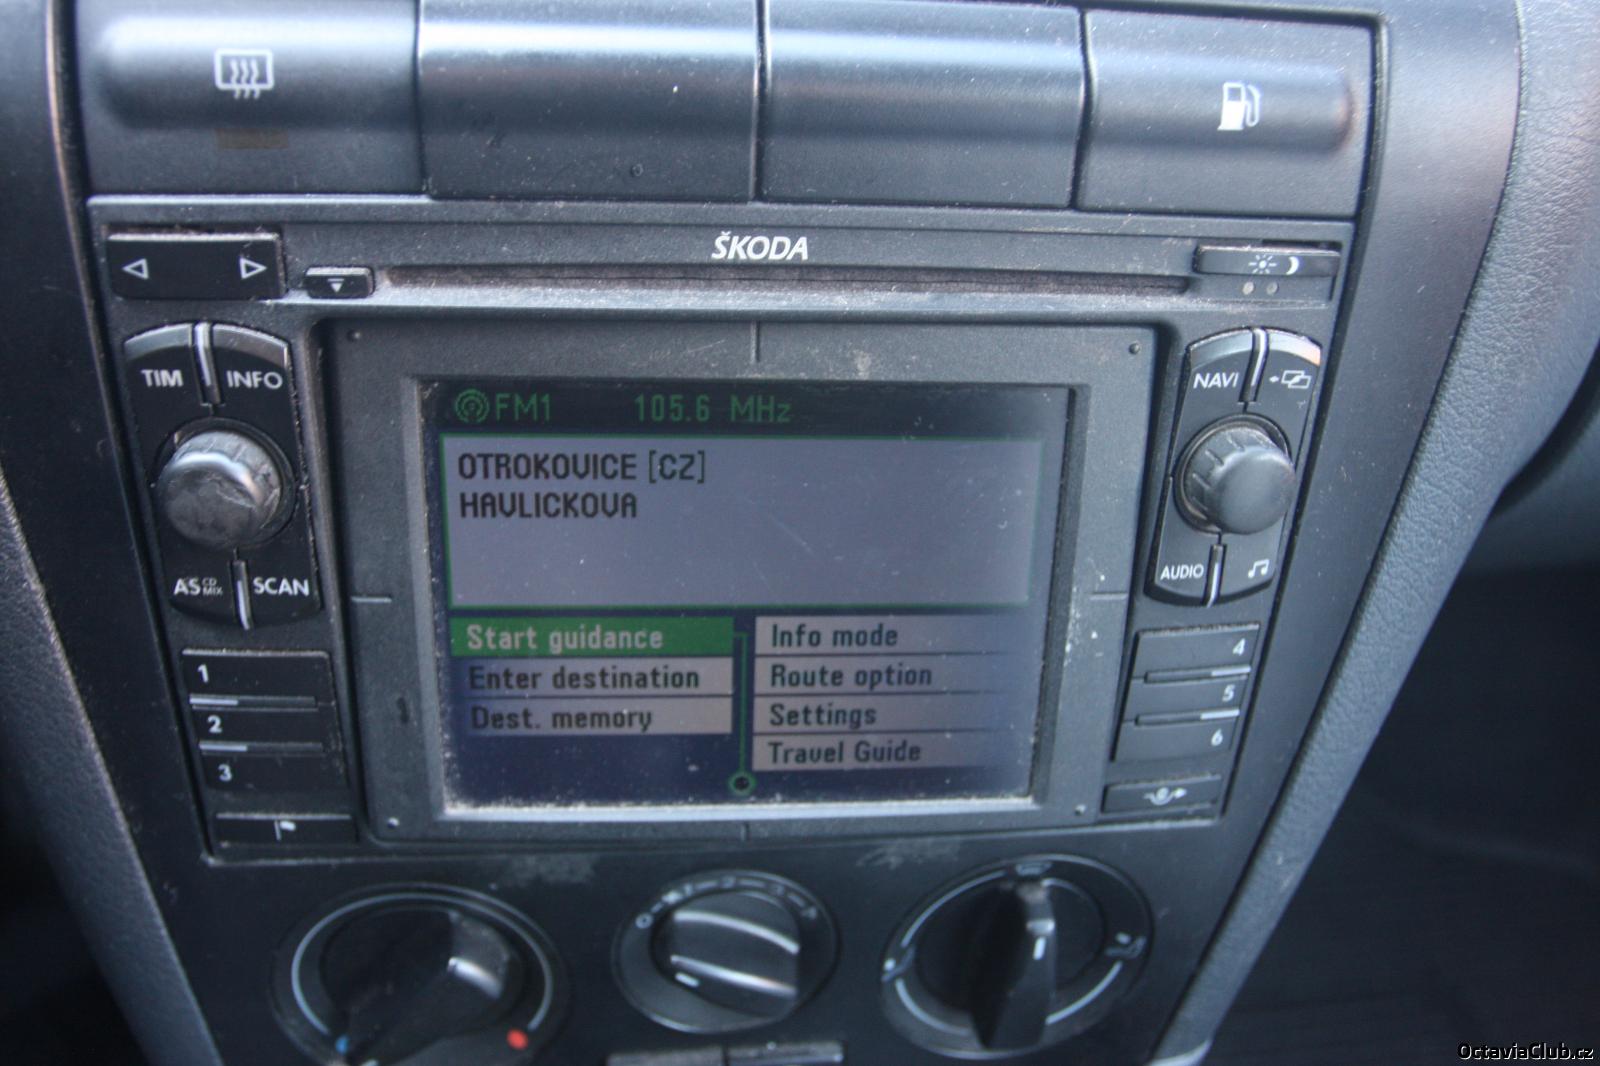 ŠKODA
TIM INFO
NAVI
FM1 105.6 MHz
OTROKOVICE [CZ]
HAVLICKOVA
AS CD MIX SCAN
AUDIO
Start guidance
Enter destination
Dest. memory
Info mode
Route option
Settings
Travel Guide
1
2
3
4
5
6
OctaviaClub.cz